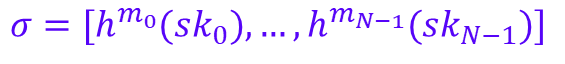 σ = [h^{m_0}(sk_0), ..., h^{m_{N-1}}(sk_{N-1})]